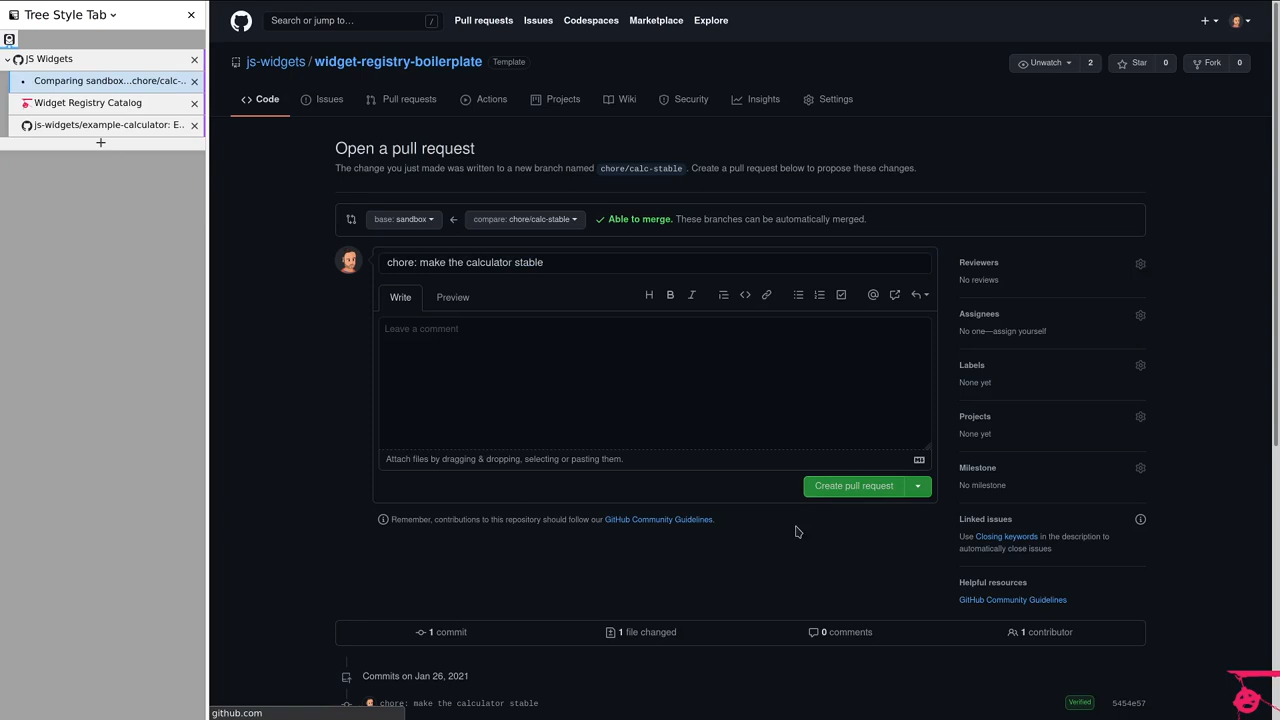 Tree Style Tab
JS Widgets
Comparing sandbox...chore/calc-..
Widget Registry Catalog
js-widgets/example-calculator: E..
Search or jump to…
/
Pull requests
Issues
Codespaces
Marketplace
Explore
js-widgets / widget-registry-boilerplate
Template
Unwatch
2
Star
0
Fork
0
Code
Issues
Pull requests
Actions
Projects
Wiki
Security
Insights
Settings
Open a pull request
The change you just made was written to a new branch named chore/calc-stable. Create a pull request below to propose these changes.
base: sandbox
compare: chore/calc-stable
Able to merge. These branches can be automatically merged.
chore: make the calculator stable
Write
Preview
Leave a comment
Attach files by dragging & dropping, selecting or pasting them.
Create pull request
Remember, contributions to this repository should follow our GitHub Community Guidelines.
Reviewers
No reviews
Assignees
No one—assign yourself
Labels
None yet
Projects
None yet
Milestone
No milestone
Linked issues
Use Closing keywords in the description to
automatically close issues
Helpful resources
GitHub Community Guidelines
1 commit
1 file changed
0 comments
1 contributor
Commits on Jan 26, 2021
chore: make the calculator stable
Verified
5454e57
github.com